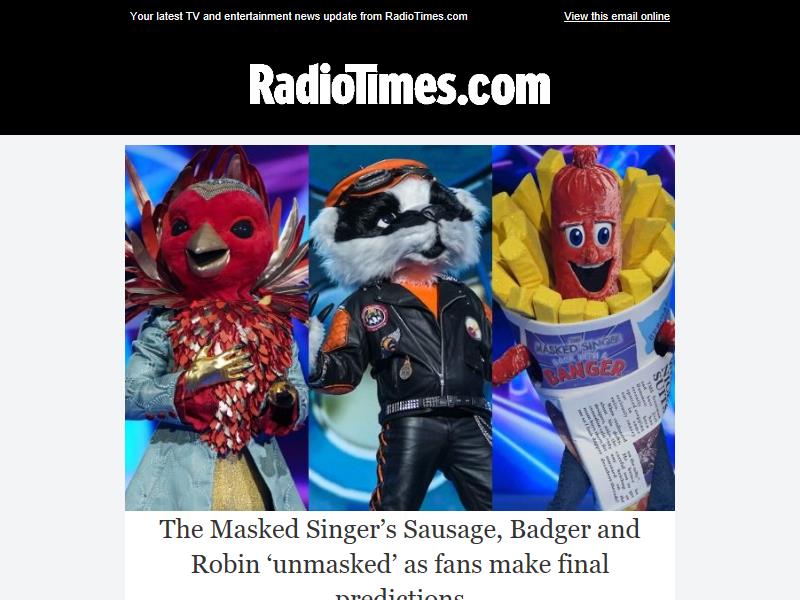 Your latest TV and entertainment news update from RadioTimes.com
View this email online
RadioTimes.com
MASKED SINGER
BANGER
The Masked Singer’s Sausage, Badger and
Robin ‘unmasked’ as fans make final
predictions